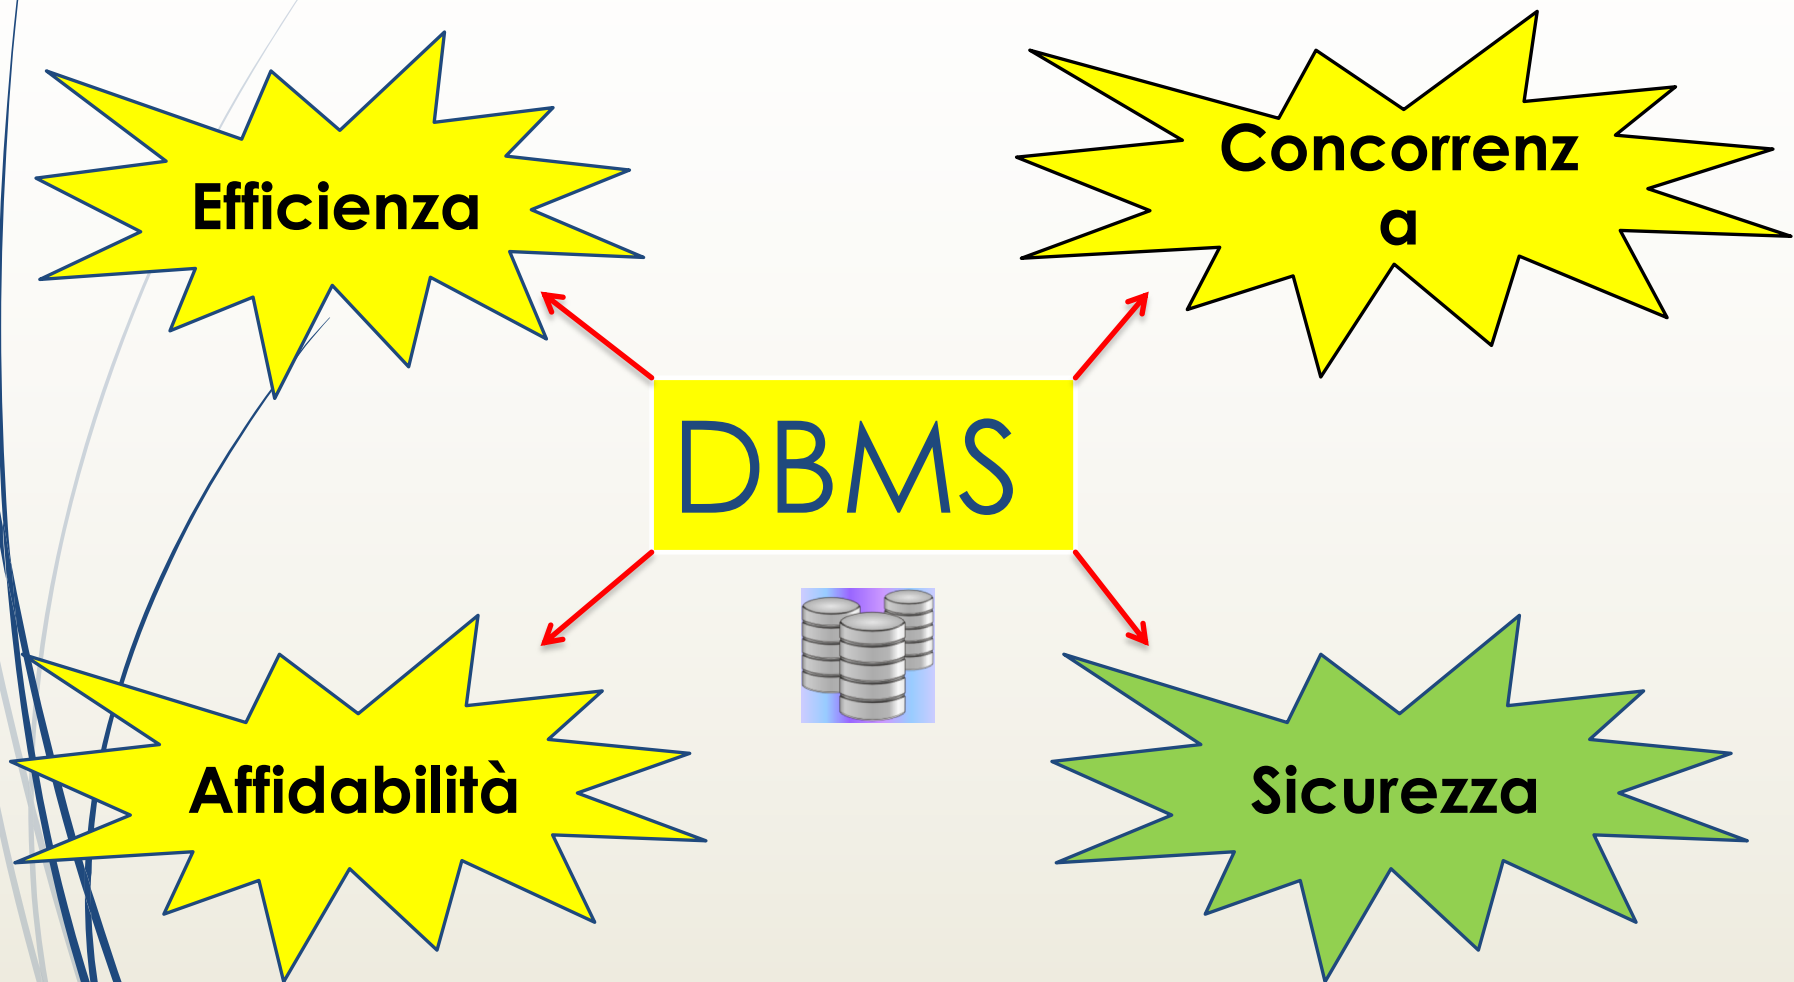 Efficienza
Concorrenz
a
DBMS
Affidabilità
Sicurezza